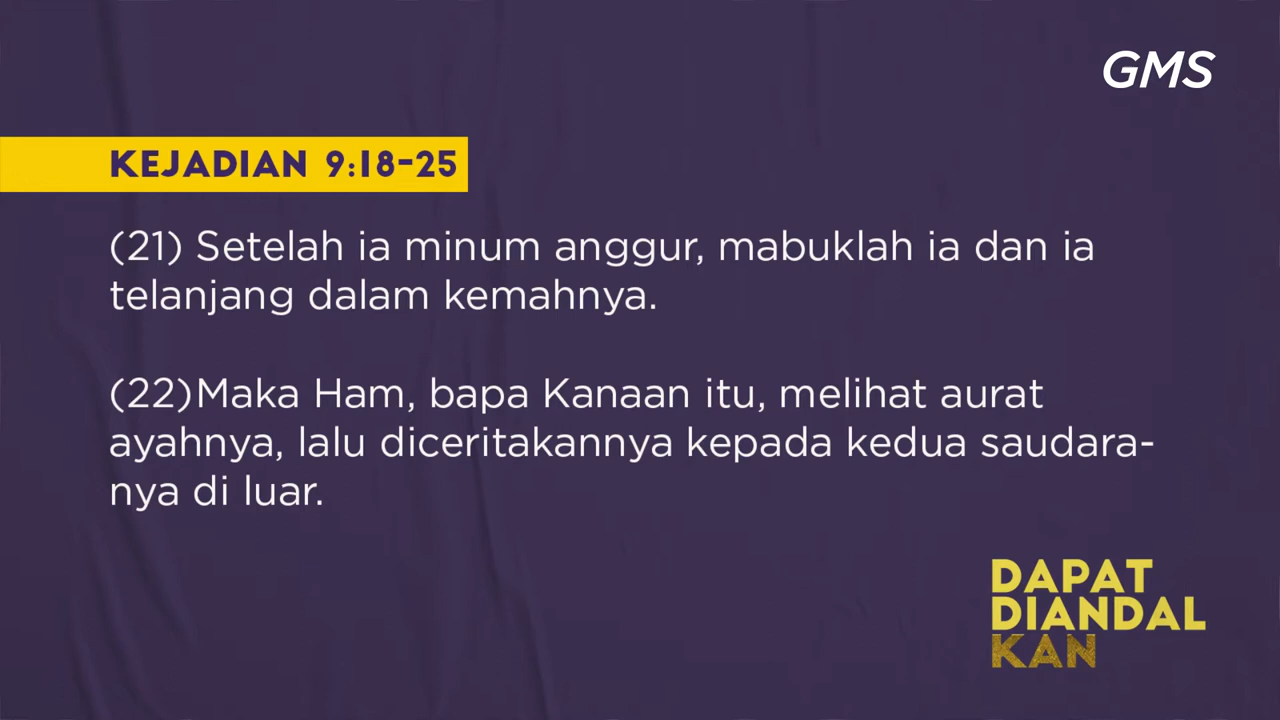 GMS
KEJADIAN 9:18-25
(21) Setelah ia minum anggur, mabuklah ia dan ia
telanjang dalam kemahnya.
(22)Maka Ham, bapa Kanaan itu, melihat aurat
ayahnya, lalu diceritakannya kepada kedua saudara-
nya di luar.
DAPAT
DIANDAL
KAN